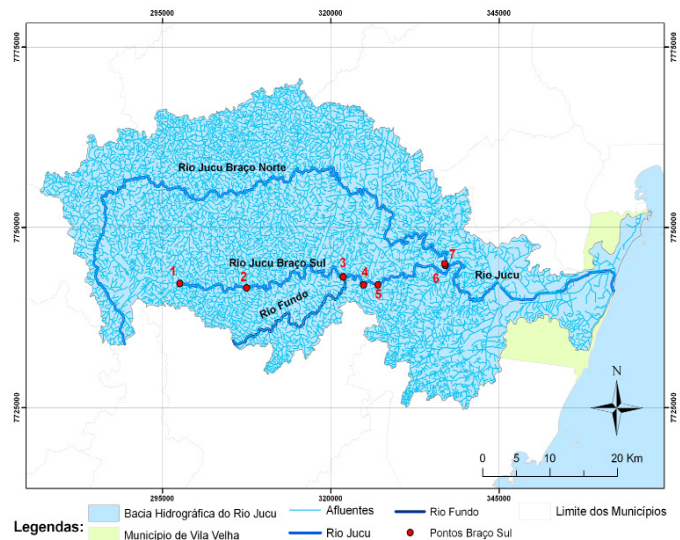 295000 320000 345000
7775000 7775000
Rio Jucu Braço Norte
7750000 7750000
Rio Jucu Braço Sul
1 2 3 4 5 6 7
Rio Jucu
Rio Fundo
N
7725000 7725000
0 5 10 20 Km
295000 320000 345000
Legendas:
Bacia Hidrográfica do Rio Jucu Afluentes Rio Fundo Limite dos Municípios
Município de Vila Velha Rio Jucu Pontos Braço Sul